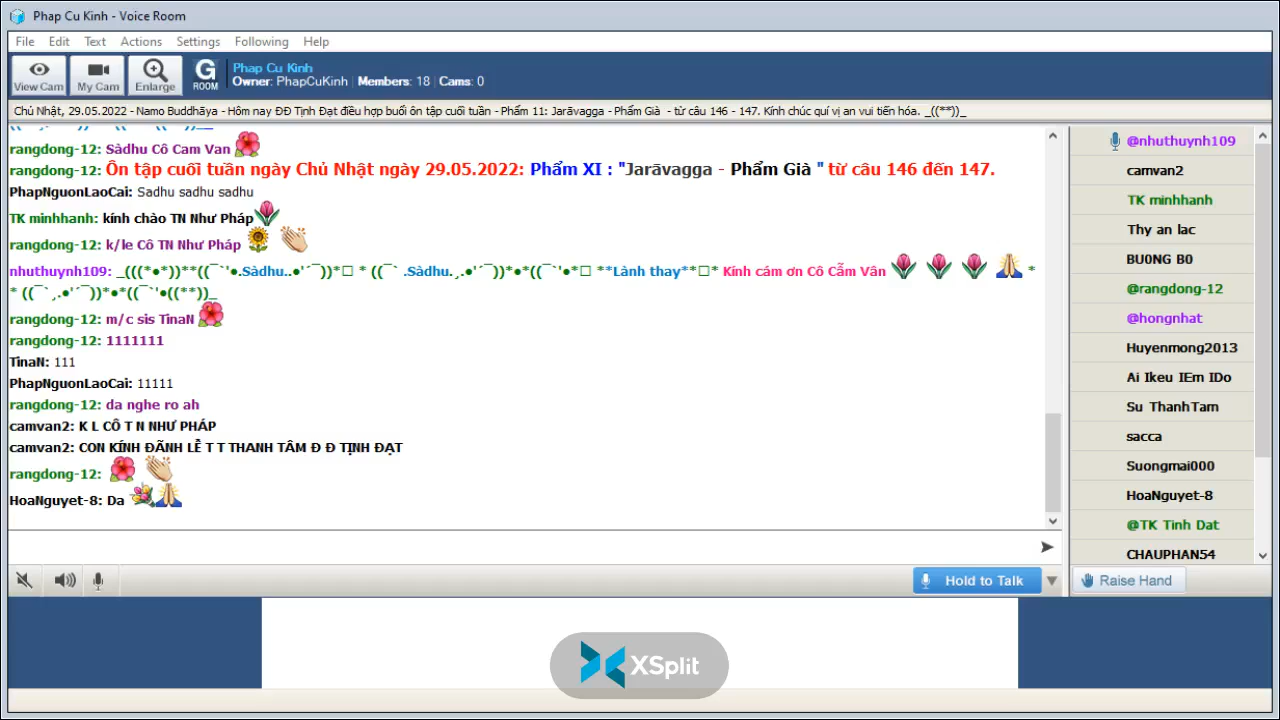 Phap Cu Kinh - Voice Room
File Edit Text Actions Settings Following Help
View Cam My Cam Enlarge G ROOM
Phap Cu Kinh
Owner: PhapCuKinh | Members: 18 | Cams: 0
Chủ Nhật, 29.05.2022 - Namo Buddhāya - Hôm nay ĐĐ Tịnh Đạt điều hợp buổi ôn tập cuối tuần - Phẩm 11: Jarāvagga - Phẩm Già - từ câu 146 - 147. Kính chúc quí vị an vui tiến hóa. _((**))_
rangdong-12: Sàdhu Cô Cam Van
rangdong-12: Ôn tập cuối tuần ngày Chủ Nhật ngày 29.05.2022: Phẩm XI : "Jarāvagga - Phẩm Già " từ câu 146 đến 147.
PhapNguonLaoCai: Sadhu sadhu sadhu
TK minhhanh: kính chào TN Như Pháp
rangdong-12: k/le Cô TN Như Pháp
nhuthuynh109: _(((*●*))**((¯`'●.Sàdhu..●'´¯))*□ * ((¯` .Sàdhu.¸.●'´¯))*●*((¯`'●*□ **Lành thay**□* Kính cám ơn Cô Cẩm Vân *
* ((¯`¸.●'´¯))*●*((¯`'●((**))_
rangdong-12: m/c sis TinaN
rangdong-12: 1111111
TinaN: 111
PhapNguonLaoCai: 11111
rangdong-12: da nghe ro ah
camvan2: K L CÔ T N NHƯ PHÁP
camvan2: CON KÍNH ĐÃNH LỄ T T THANH TÂM Đ Đ TỊNH ĐẠT
rangdong-12:
HoaNguyet-8: Da
Hold to Talk
@nhuthuynh109
camvan2
TK minhhanh
Thy an lac
BU0NG B0
@rangdong-12
@hongnhat
Huyenmong2013
Ai Ikeu IEm IDo
Su ThanhTam
sacca
Suongmai000
HoaNguyet-8
@TK Tinh Dat
CHAUPHAN54
Raise Hand
XSplit